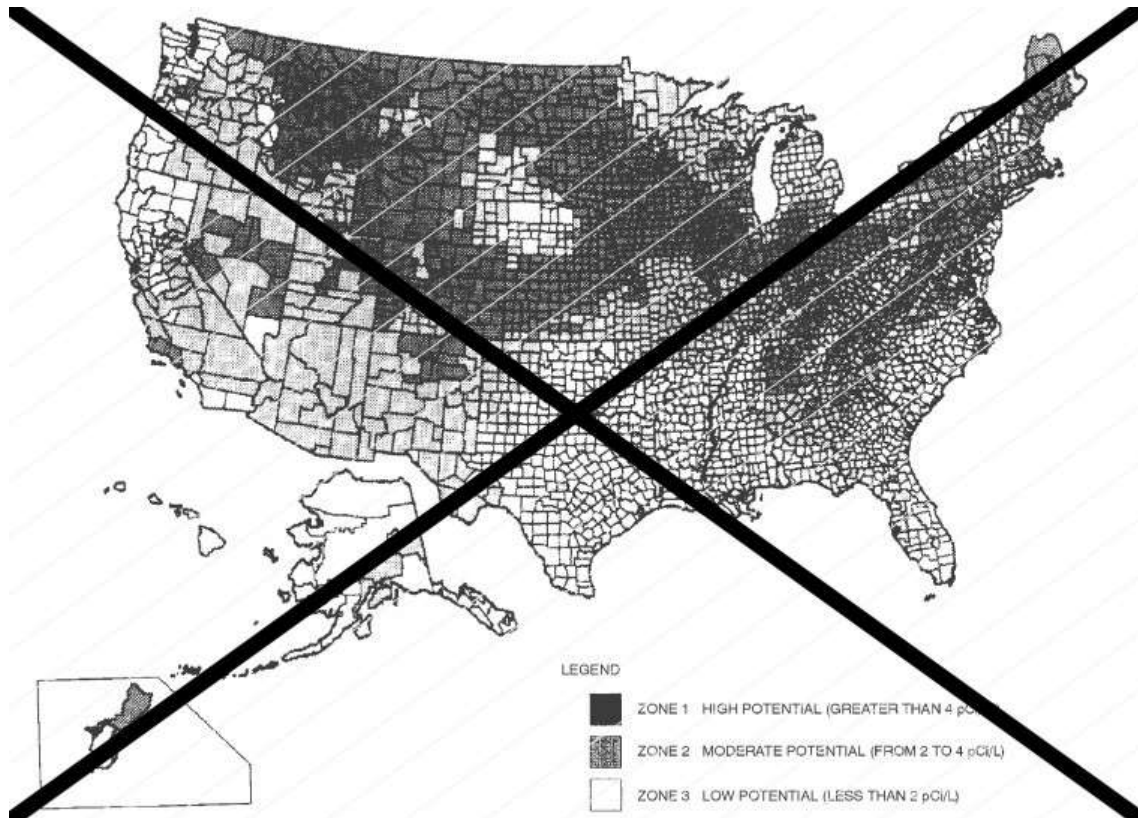 LEGEND
ZONE 1 HIGH POTENTIAL (GREATER THAN 4
ZONE 2 MODERATE POTENTIAL (FROM 2 TO 4 pCi/L)
ZONE 3 LOW POTENTIAL (LESS THAN 2 pCi/L)